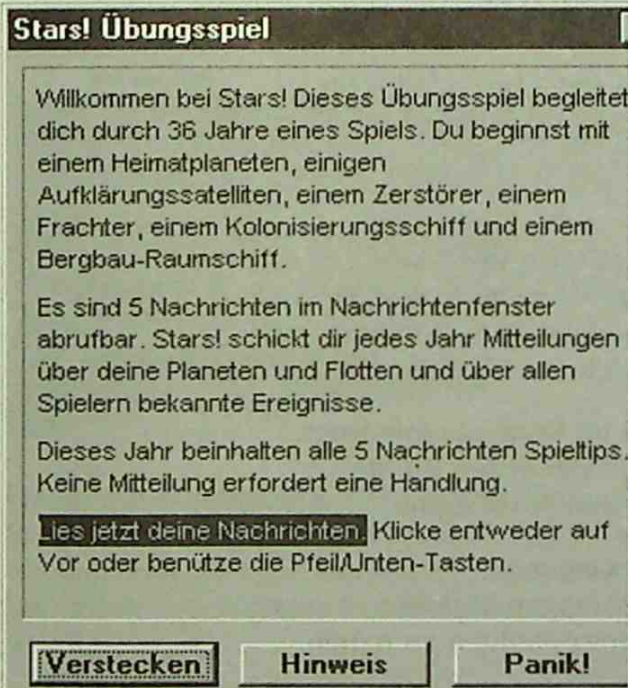 Stars! Übungsspiel
Willkommen bei Stars! Dieses Übungsspiel begleitet
dich durch 36 Jahre eines Spiels. Du beginnst mit
einem Heimatplaneten, einigen
Aufklärungssatelliten, einem Zerstörer, einem
Frachter, einem Kolonisierungsschiff und einem
Bergbau-Raumschiff.
Es sind 5 Nachrichten im Nachrichtenfenster
abrufbar. Stars! schickt dir jedes Jahr Mitteilungen
über deine Planeten und Flotten und über allen
Spielern bekannte Ereignisse.
Dieses Jahr beinhalten alle 5 Nachrichten Spieltips.
Keine Mitteilung erfordert eine Handlung.
Lies jetzt deine Nachrichten. Klicke entweder auf
Vor oder benütze die Pfeil/Unten-Tasten.
Verstecken Hinweis Panik!